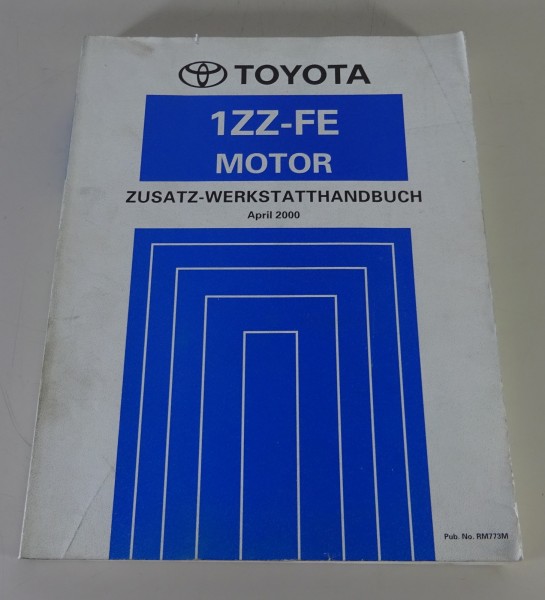 TOYOTA
1ZZ-FE
MOTOR
ZUSATZ-WERKSTATTHANDBUCH
April 2000
Pub. No. RM773M